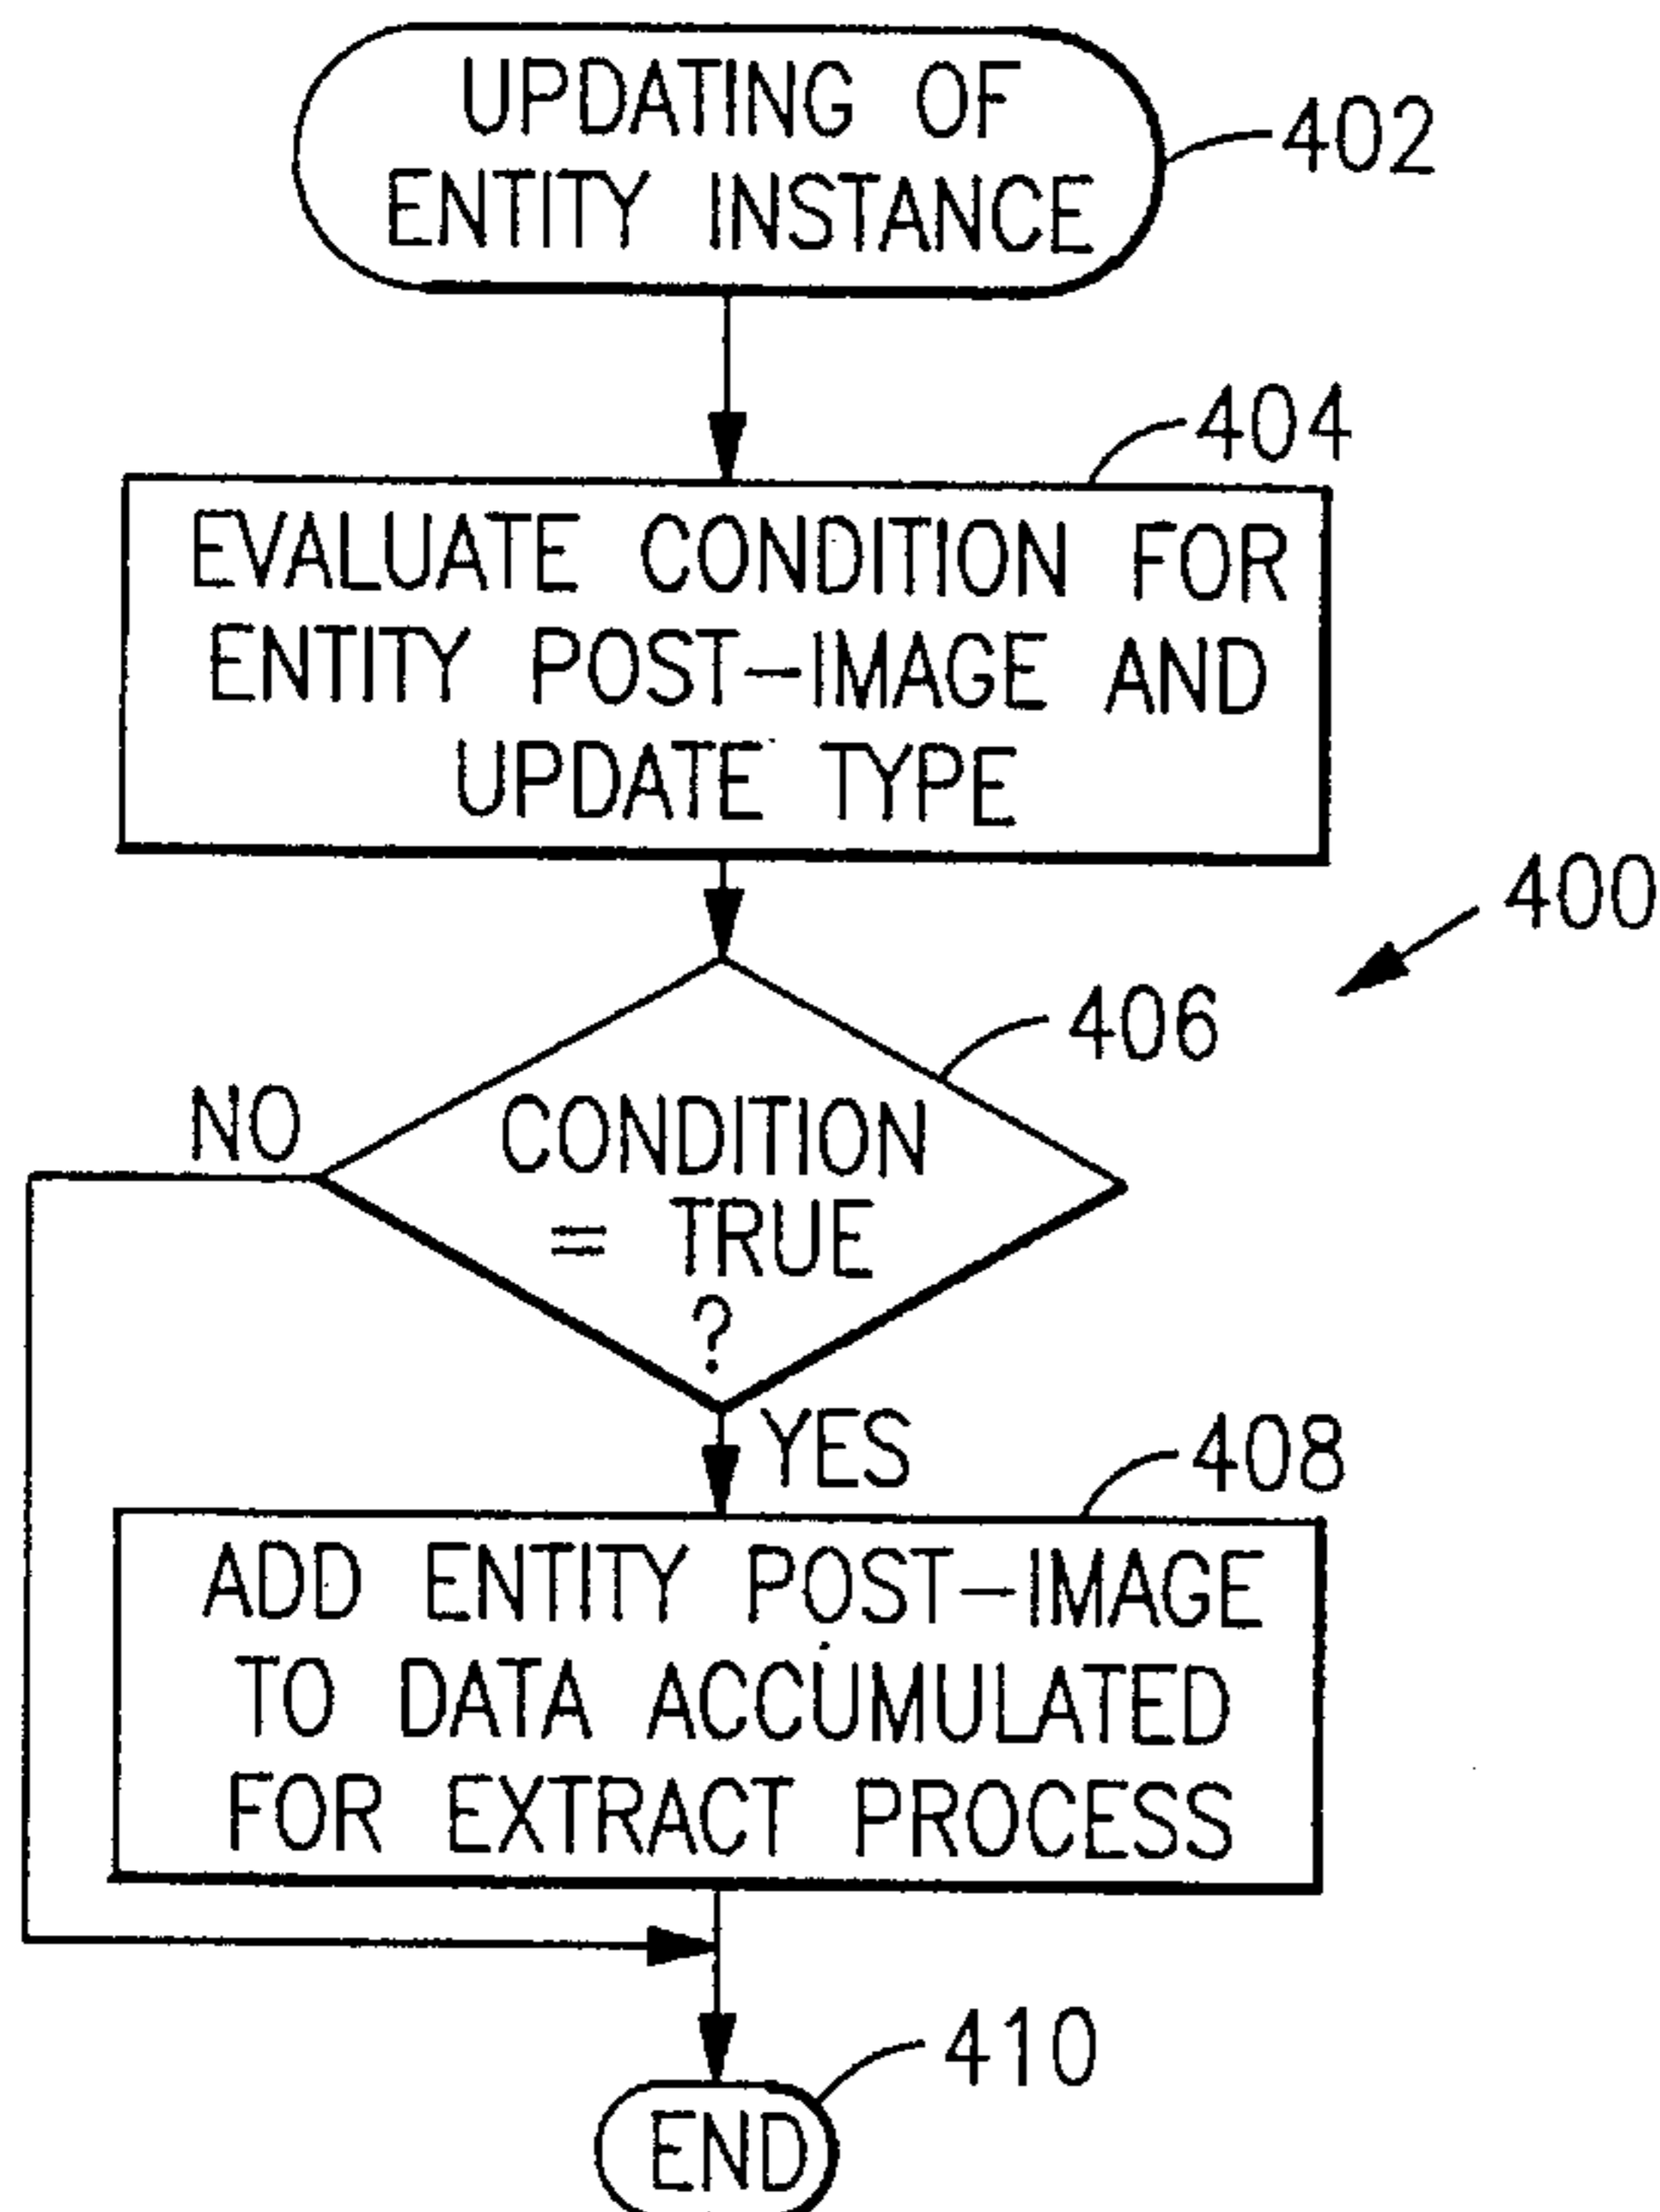 UPDATING OF
ENTITY INSTANCE
402
404
EVALUATE CONDITION FOR
ENTITY POST-IMAGE AND
UPDATE TYPE
400
406
NO
CONDITION
= TRUE
?
YES
408
ADD ENTITY POST-IMAGE
TO DATA ACCUMULATED
FOR EXTRACT PROCESS
410
END